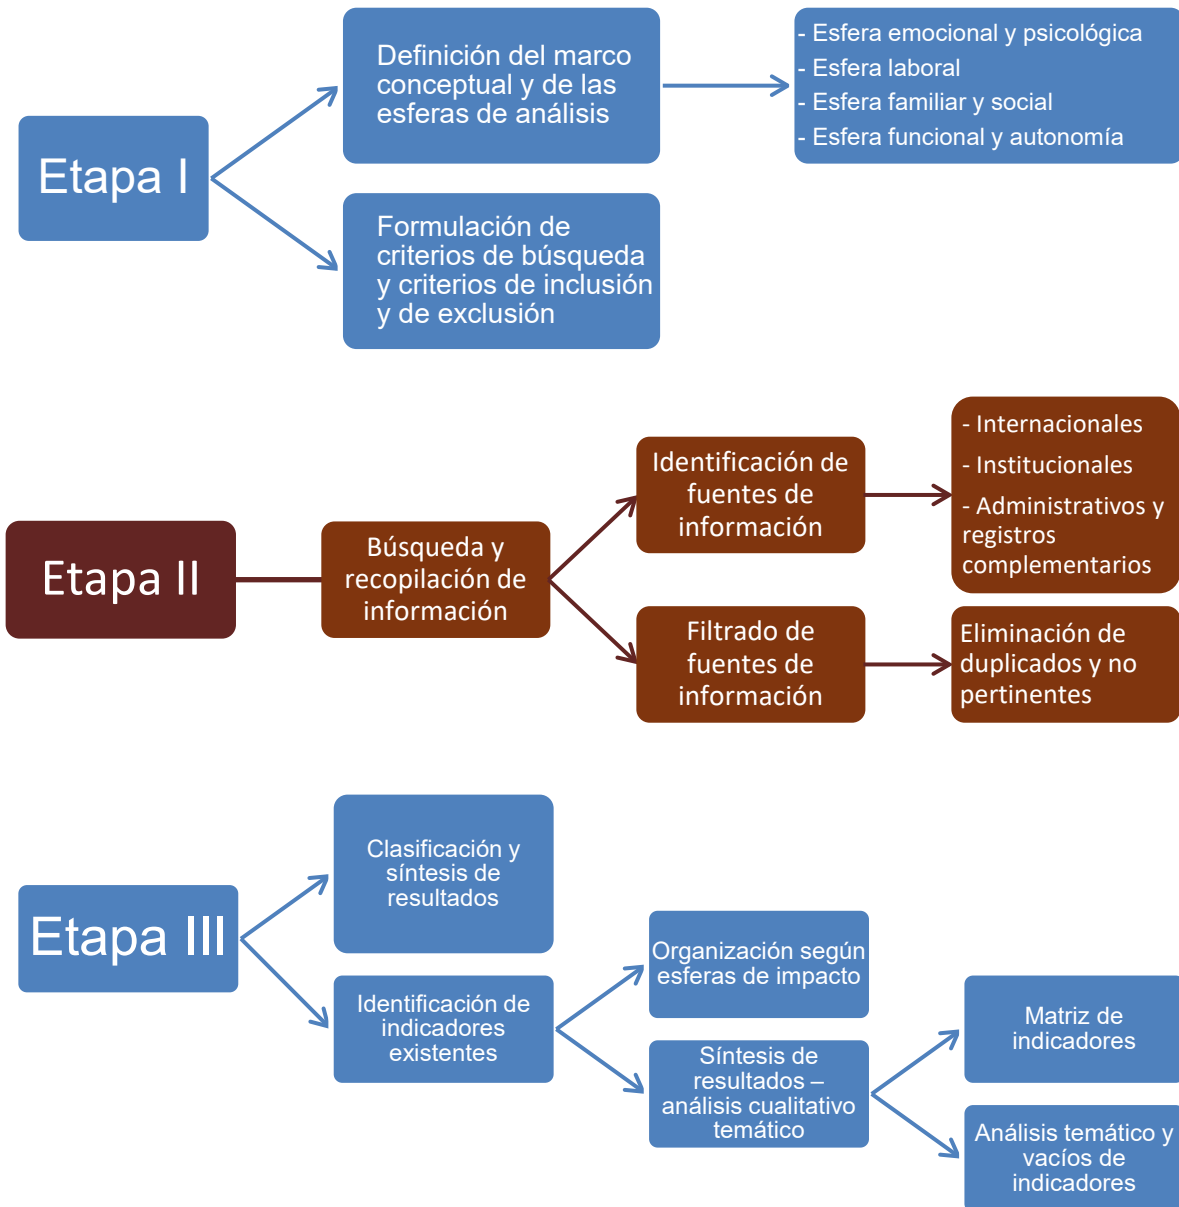 Etapa I
Definición del marco
conceptual y de las
esferas de análisis
- Esfera emocional y psicológica
- Esfera laboral
- Esfera familiar y social
- Esfera funcional y autonomía
Formulación de
criterios de búsqueda
y criterios de inclusión
y de exclusión
Etapa II
Búsqueda y
recopilación de
información
Identificación de
fuentes de
información
- Internacionales
- Institucionales
- Administrativos y
registros
complementarios
Filtrado de
fuentes de
información
Eliminación de
duplicados y no
pertinentes
Etapa III
Clasificación y
síntesis de
resultados
Identificación de
indicadores
existentes
Organización según
esferas de impacto
Síntesis de
resultados –
análisis cualitativo
temático
Matriz de
indicadores
Análisis temático y
vacíos de
indicadores